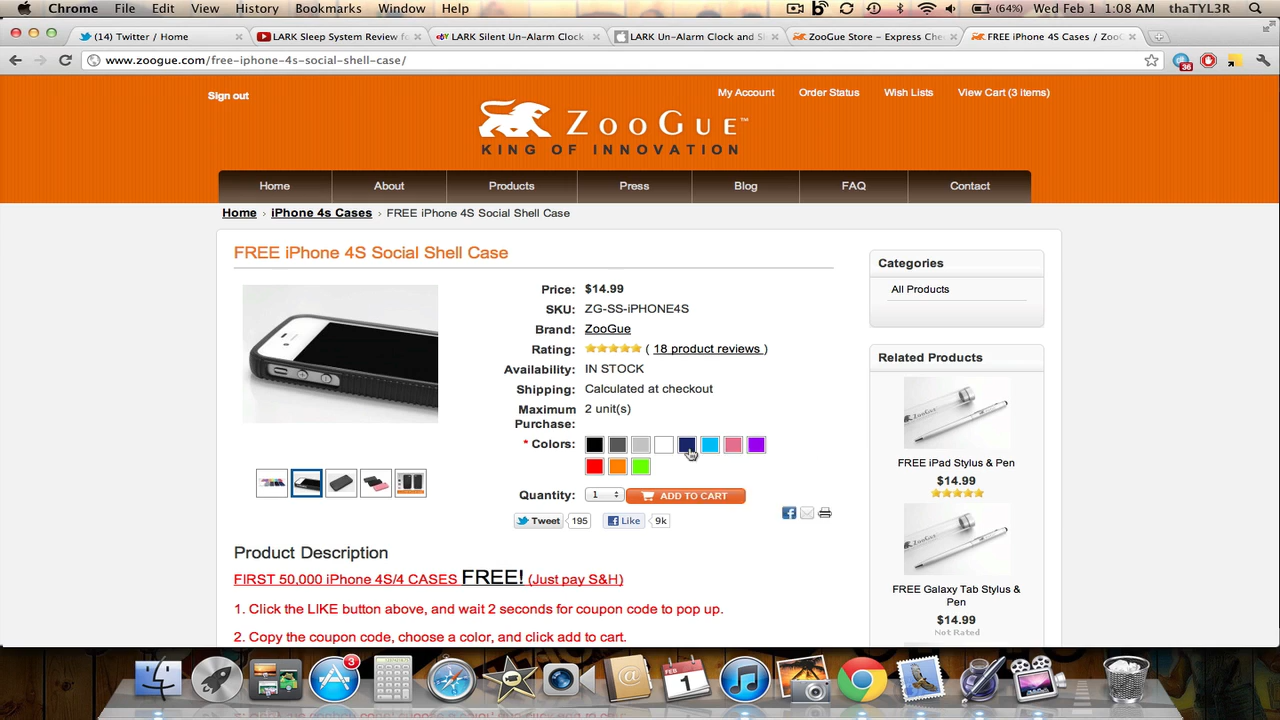 Chrome File Edit View History Bookmarks Window Help (64%) Wed Feb 1 1:08 AM thaTYL3R
(14) Twitter / Home
LARK Sleep System Review fo
LARK Silent Un-Alarm Clock
LARK Un-Alarm Clock and Si
ZooGue Store - Express Che
FREE iPhone 4S Cases / ZooG
www.zoogue.com/free-iphone-4s-social-shell-case/
36
Sign out
My Account Order Status Wish Lists View Cart (3 items)
ZOOGUE™
KING OF INNOVATION
Home About Products Press Blog FAQ Contact
Home › iPhone 4s Cases › FREE iPhone 4S Social Shell Case
FREE iPhone 4S Social Shell Case
Price: $14.99
SKU: ZG-SS-iPHONE4S
Brand: ZooGue
Rating: ( 18 product reviews )
Availability: IN STOCK
Shipping: Calculated at checkout
Maximum Purchase: 2 unit(s)
* Colors:
Quantity: 1 ADD TO CART
Tweet 195 Like 9k
Product Description
FIRST 50,000 iPhone 4S/4 CASES FREE! (Just pay S&H)
1. Click the LIKE button above, and wait 2 seconds for coupon code to pop up.
2. Copy the coupon code, choose a color, and click add to cart.
Categories
All Products
Related Products
FREE iPad Stylus & Pen
$14.99
FREE Galaxy Tab Stylus &
Pen
$14.99
Not Rated
3
FEB
1